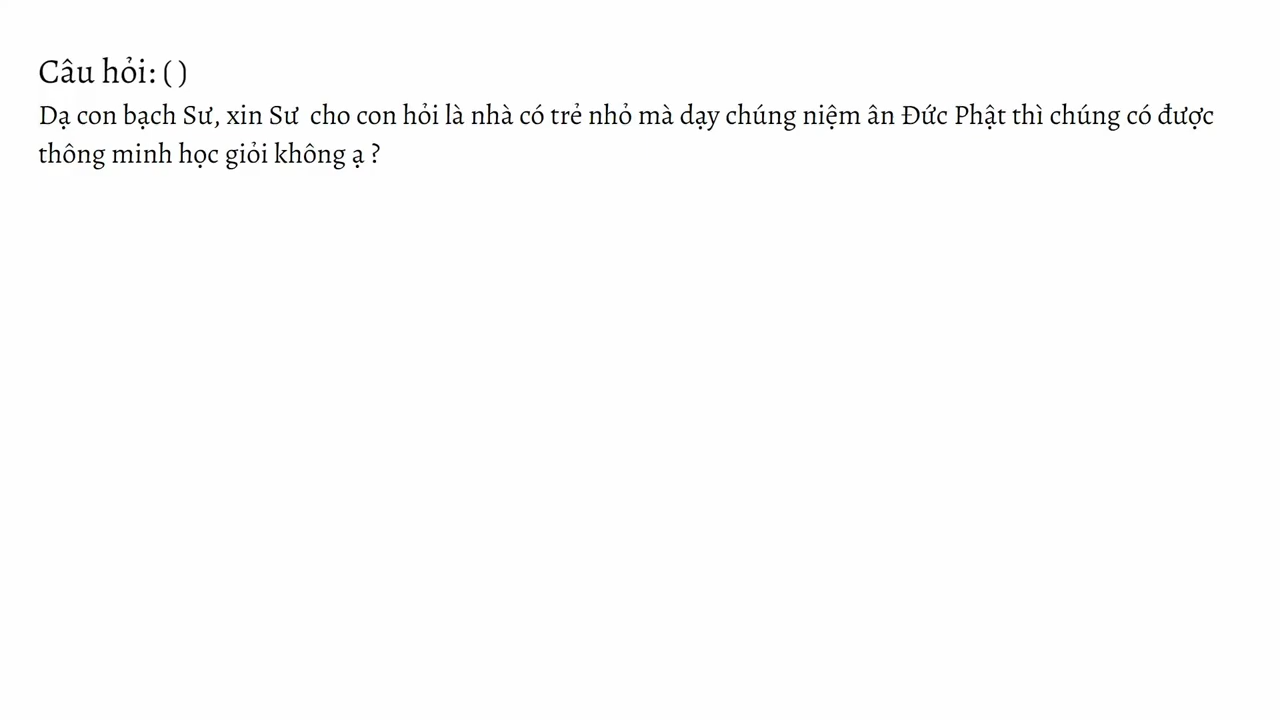 Câu hỏi: ( )
Dạ con bạch Sư, xin Sư cho con hỏi là nhà có trẻ nhỏ mà dạy chúng niệm ân Đức Phật thì chúng có được
thông minh học giỏi không ạ ?